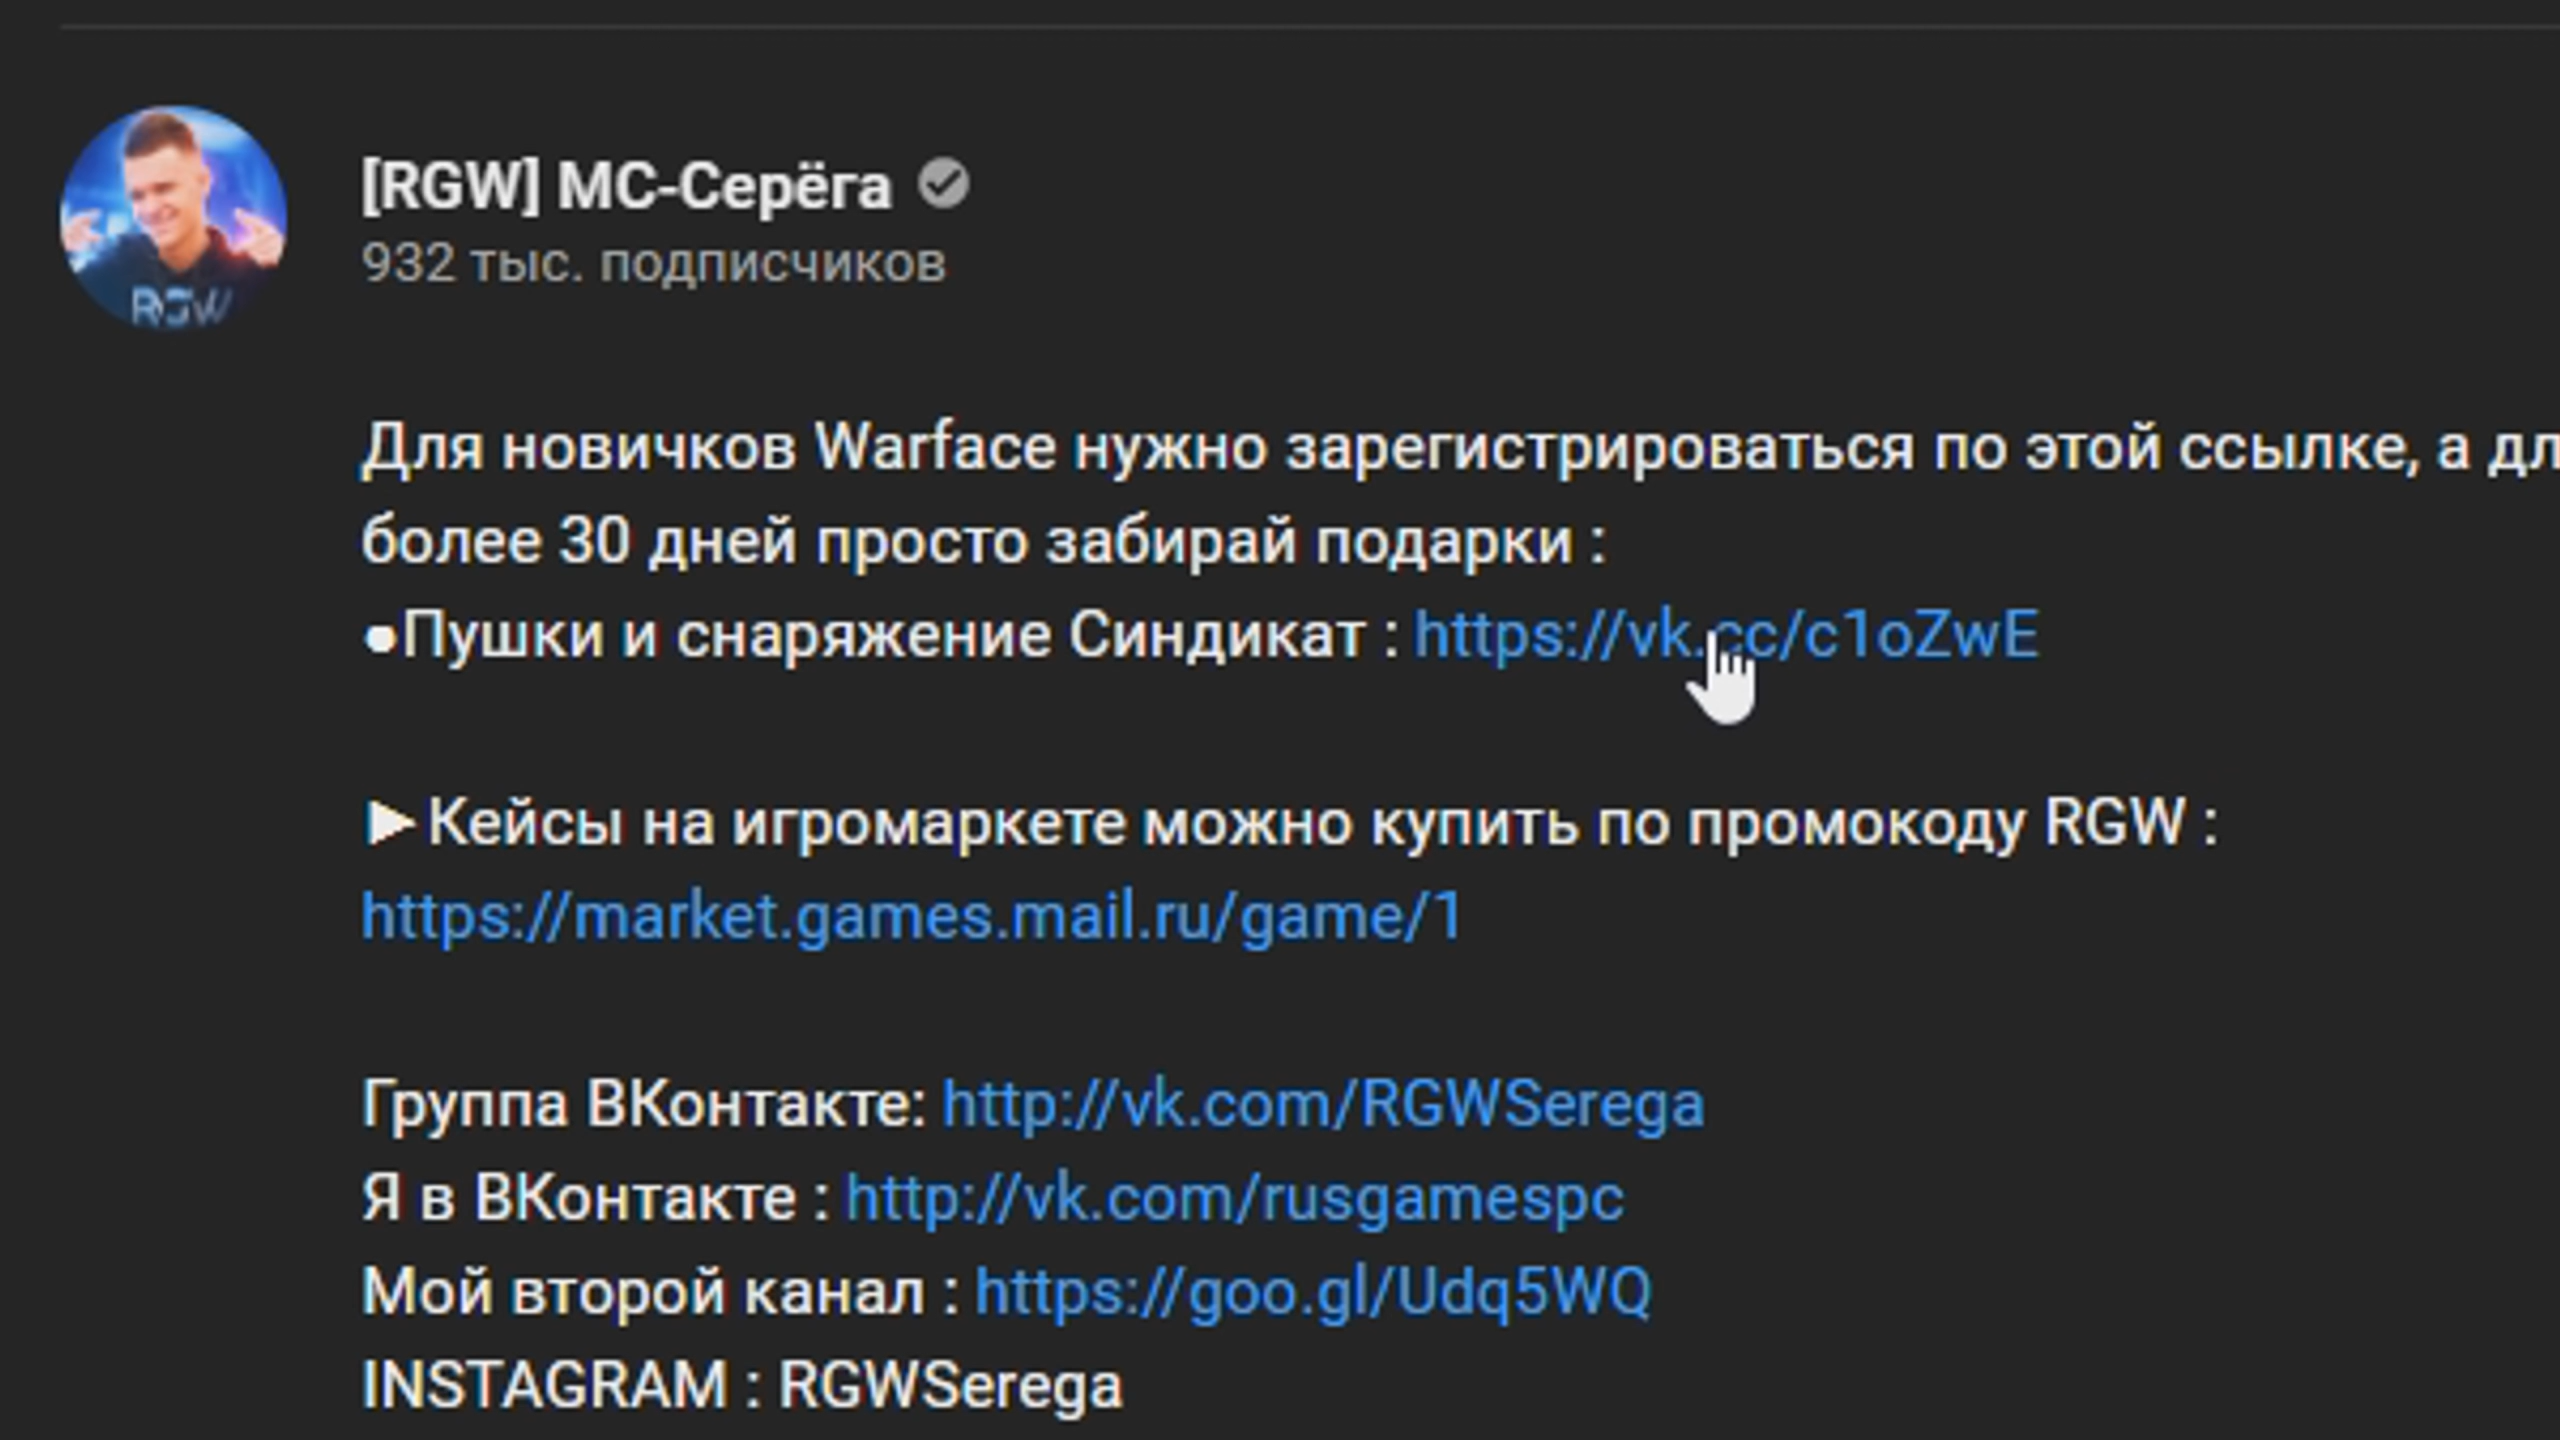 [RGW] МС-Серёга
932 тыс. подписчиков
RGW
Для новичков Warface нужно зарегистрироваться по этой ссылке, а дл
более 30 дней просто забирай подарки :
●Пушки и снаряжение Синдикат : https://vk.cc/c1oZwE
►Кейсы на игромаркете можно купить по промокоду RGW :
https://market.games.mail.ru/game/1
Группа ВКонтакте: http://vk.com/RGWSerega
Я в ВКонтакте : http://vk.com/rusgamespc
Мой второй канал : https://goo.gl/Udq5WQ
INSTAGRAM : RGWSerega